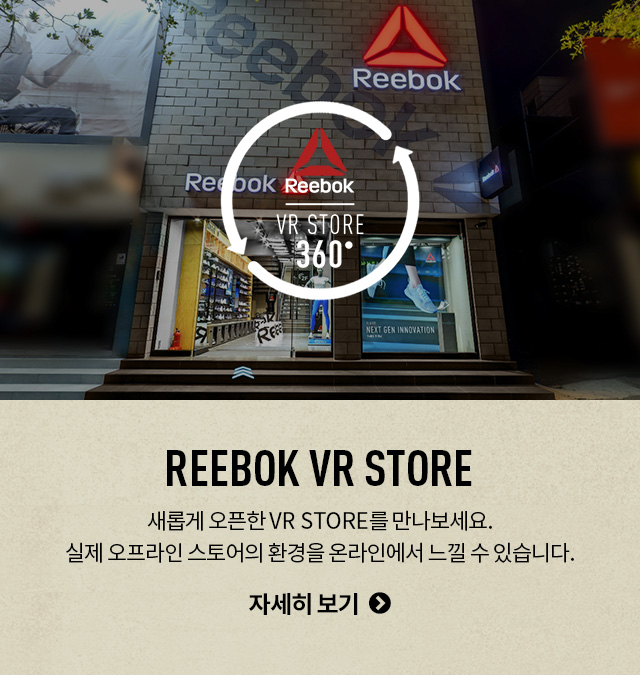 Reebok
Reebok
Reebok
Reebok
VR STORE
360°
NEXT GEN INNOVATION
REEBOK VR STORE
새롭게 오픈한 VR STORE를 만나보세요.
실제 오프라인 스토어의 환경을 온라인에서 느낄 수 있습니다.
자세히 보기